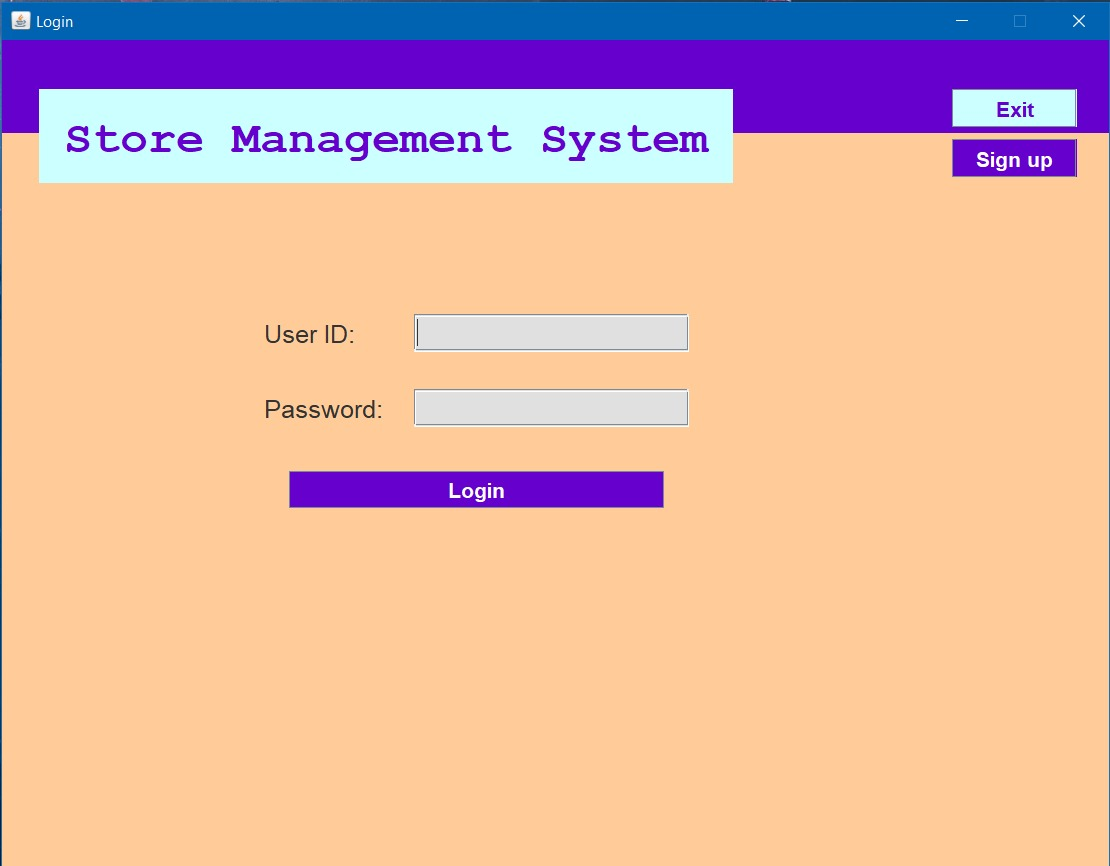 Login
Store Management System
Exit
Sign up
User ID:
Password:
Login